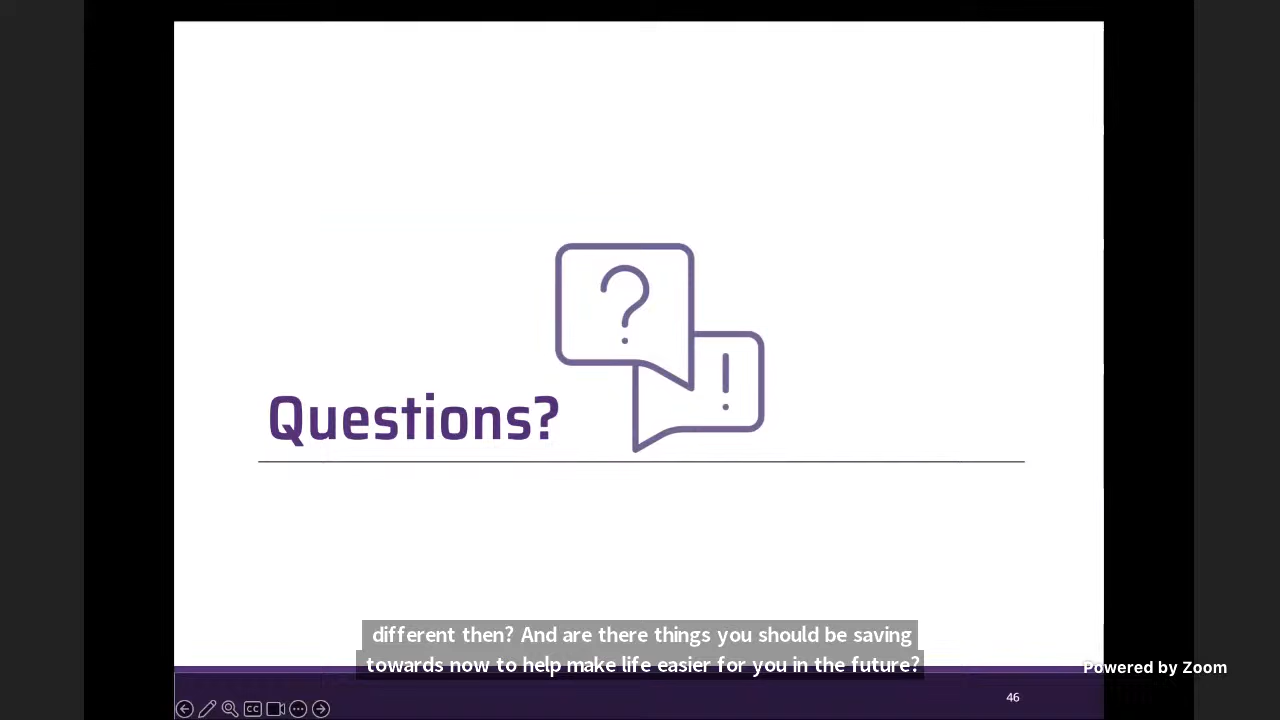 ?
!
Questions?
different then? And are there things you should be saving
towards now to help make life easier for you in the future?
Powered by Zoom
46
CC